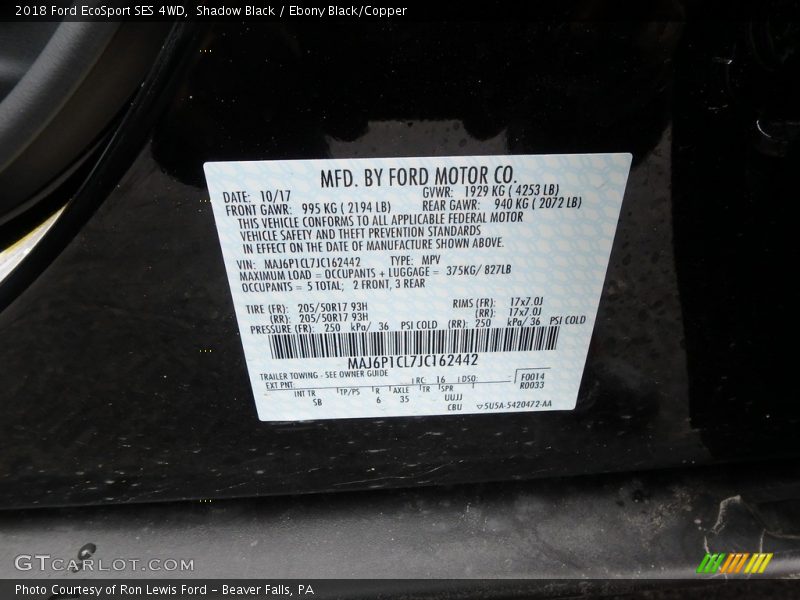 2018 Ford EcoSport SES 4WD, Shadow Black / Ebony Black/Copper
MFD. BY FORD MOTOR CO.
DATE: 10/17 GVWR: 1929 KG ( 4253 LB)
FRONT GAWR: 995 KG ( 2194 LB) REAR GAWR: 940 KG ( 2072 LB)
THIS VEHICLE CONFORMS TO ALL APPLICABLE FEDERAL MOTOR
VEHICLE SAFETY AND THEFT PREVENTION STANDARDS
IN EFFECT ON THE DATE OF MANUFACTURE SHOWN ABOVE.
VIN: MAJ6P1CL7JC162442 TYPE: MPV
MAXIMUM LOAD = OCCUPANTS + LUGGAGE = 375KG/ 827LB
OCCUPANTS = 5 TOTAL; 2 FRONT, 3 REAR
TIRE (FR): 205/50R17 93H RIMS (FR): 17x7.0J
(RR): 205/50R17 93H (RR): 17x7.0J
PRESSURE (FR): 250 kPa/ 36 PSI COLD (RR): 250 kPa/ 36 PSI COLD
MAJ6P1CL7JC162442
TRAILER TOWING - SEE OWNER GUIDE
EXT PNT: RC: 16 DSO: F0014
R0033
INT TR TP/PS R AXLE TR SPR
SB 6 35 UUJJ
CBU 5U5A-5420472-AA
GTCARLOT.COM
Photo Courtesy of Ron Lewis Ford - Beaver Falls, PA